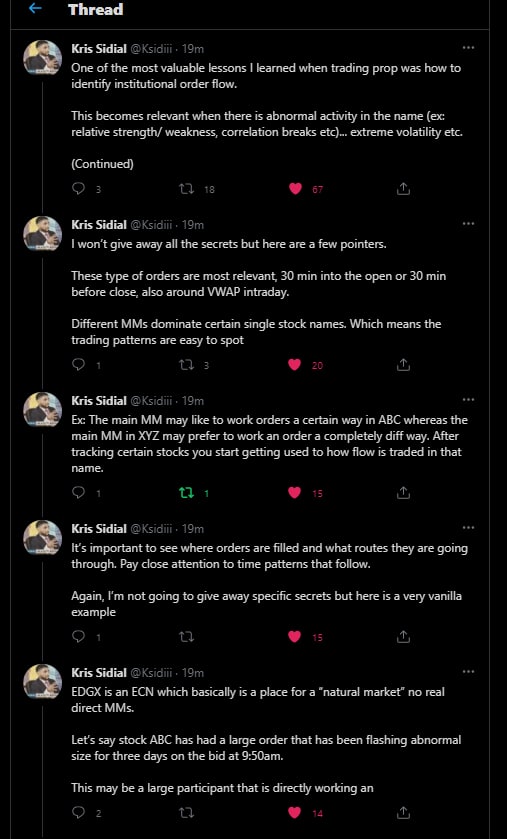 Thread
Kris Sidial @Ksidiii · 19m
One of the most valuable lessons I learned when trading prop was how to
identify institutional order flow.
This becomes relevant when there is abnormal activity in the name (ex:
relative strength/ weakness, correlation breaks etc)... extreme volatility etc.
(Continued)
3 18 67
Kris Sidial @Ksidiii · 19m
I won't give away all the secrets but here are a few pointers.
These type of orders are most relevant, 30 min into the open or 30 min
before close, also around VWAP intraday.
Different MMs dominate certain single stock names. Which means the
trading patterns are easy to spot
1 3 20
Kris Sidial @Ksidiii · 19m
Ex: The main MM may like to work orders a certain way in ABC whereas the
main MM in XYZ may prefer to work an order a completely diff way. After
tracking certain stocks you start getting used to how flow is traded in that
name.
1 1 15
Kris Sidial @Ksidiii · 19m
It's important to see where orders are filled and what routes they are going
through. Pay close attention to time patterns that follow.
Again, I'm not going to give away specific secrets but here is a very vanilla
example
1 15
Kris Sidial @Ksidiii · 19m
EDGX is an ECN which basically is a place for a "natural market" no real
direct MMs.
Let's say stock ABC has had a large order that has been flashing abnormal
size for three days on the bid at 9:50am.
This may be a large participant that is directly working an
2 14